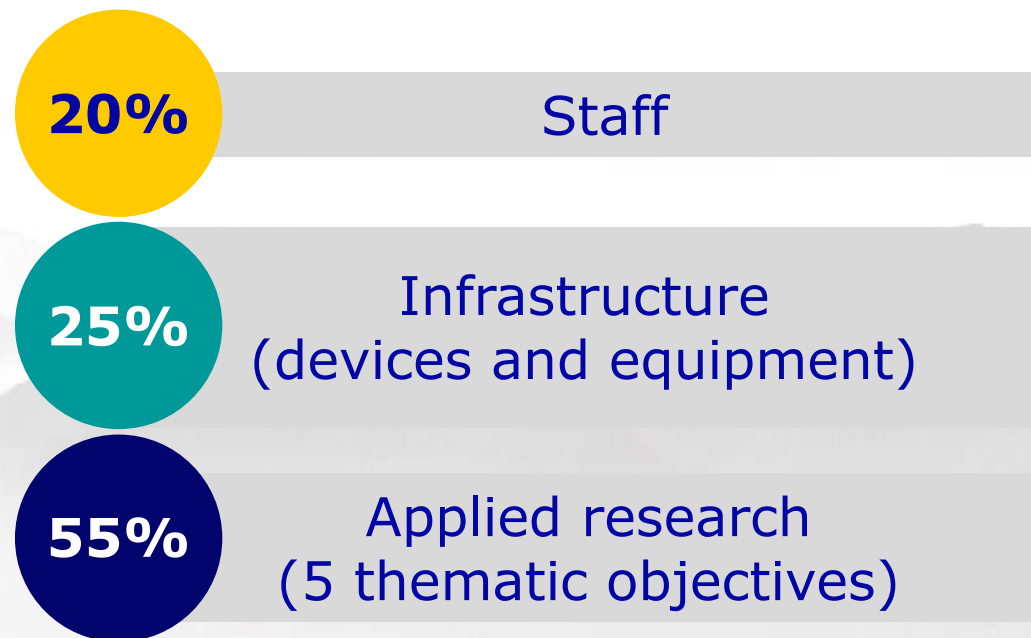 20%
Staff
25%
Infrastructure
(devices and equipment)
55%
Applied research
(5 thematic objectives)